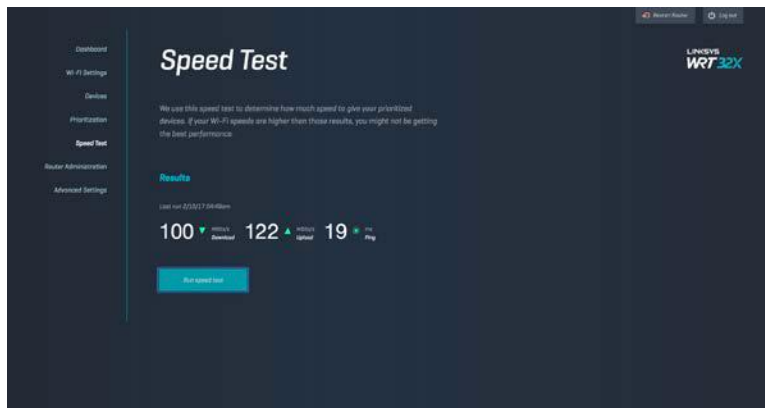 Restart Router
Log out
LINKSYS
WRT32X
Dashboard
Wi-Fi Settings
Devices
Prioritization
Speed Test
Router Administration
Advanced Settings
Speed Test
We use this speed test to determine how much speed to give your prioritized
devices. If your Wi-Fi speeds are higher than those results, you might not be getting
the best performance.
Results
Last run
100 Download 122 Upload 19 Ping
Run speed test